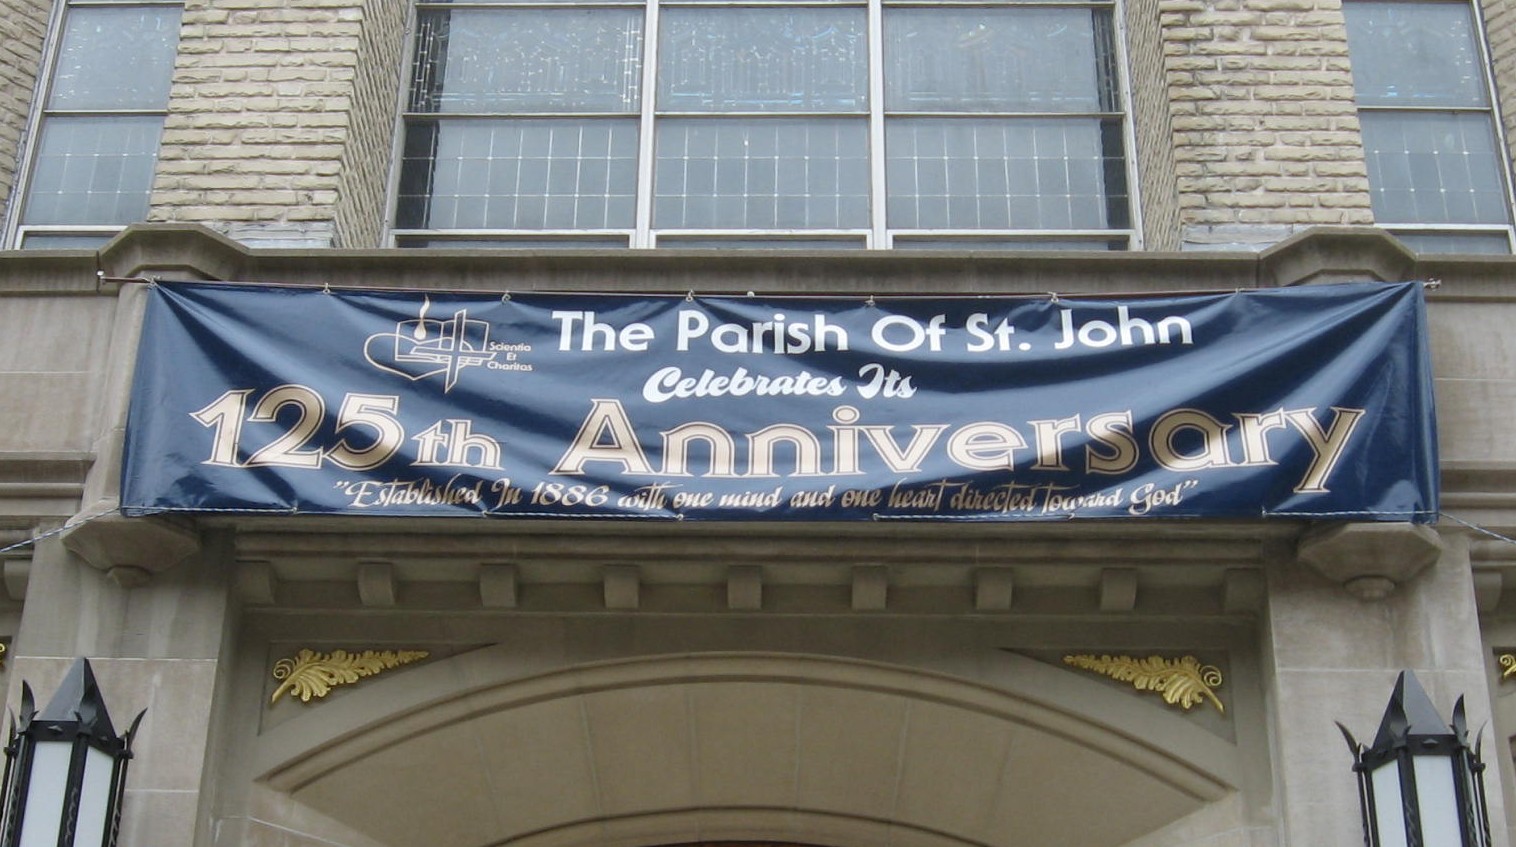 Scientia
Et
Charitas
The Parish Of St. John
Celebrates Its
125th Anniversary
"Established In 1886 with one mind and one heart directed toward God"